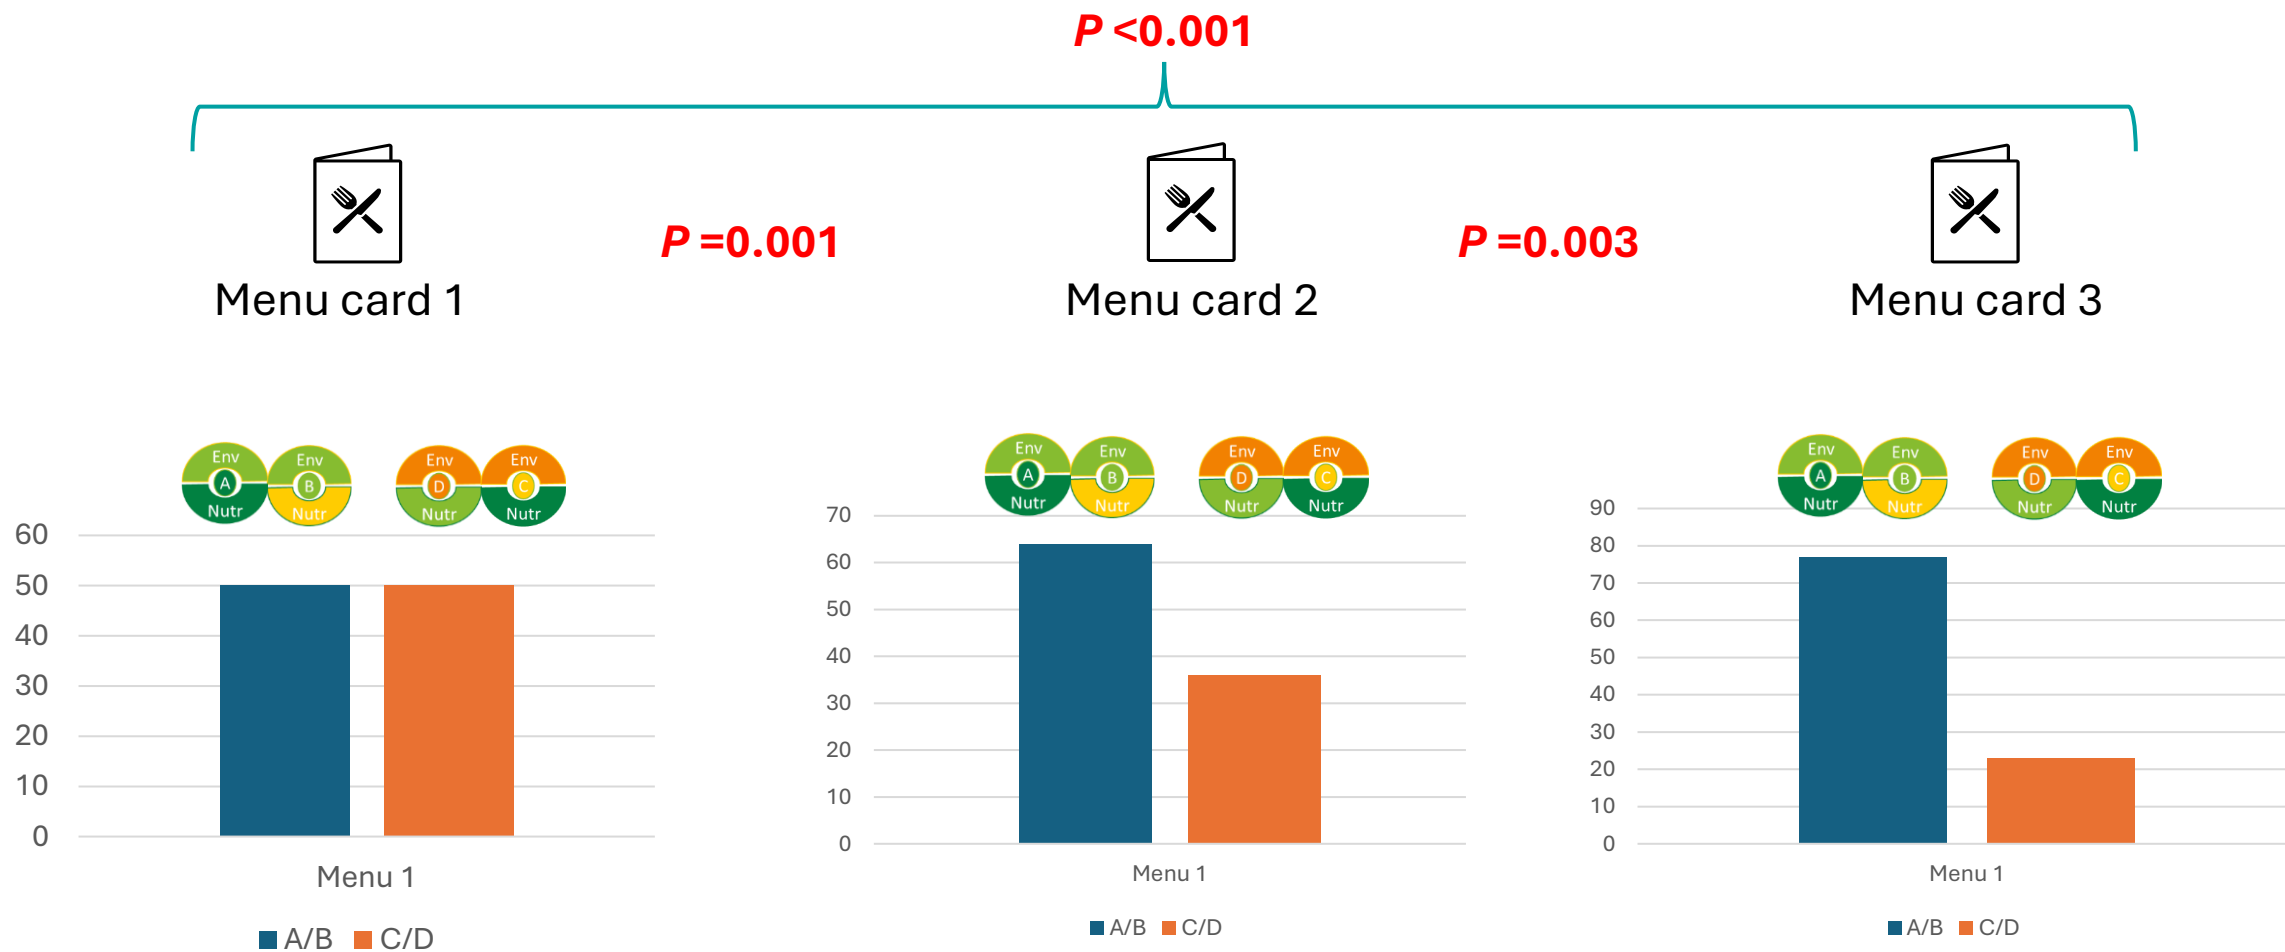 P <0.001
P =0.001
P =0.003
Menu card 1
Menu card 2
Menu card 3
Env Env Env Env
A B D C
Nutr Nutr Nutr Nutr
60
50
40
30
20
10
0
Menu 1
A/B C/D
Env Env Env Env
A B D C
Nutr Nutr Nutr Nutr
70
60
50
40
30
20
10
0
Menu 1
A/B C/D
Env Env Env Env
A B D C
Nutr Nutr Nutr Nutr
90
80
70
60
50
40
30
20
10
0
Menu 1
A/B C/D